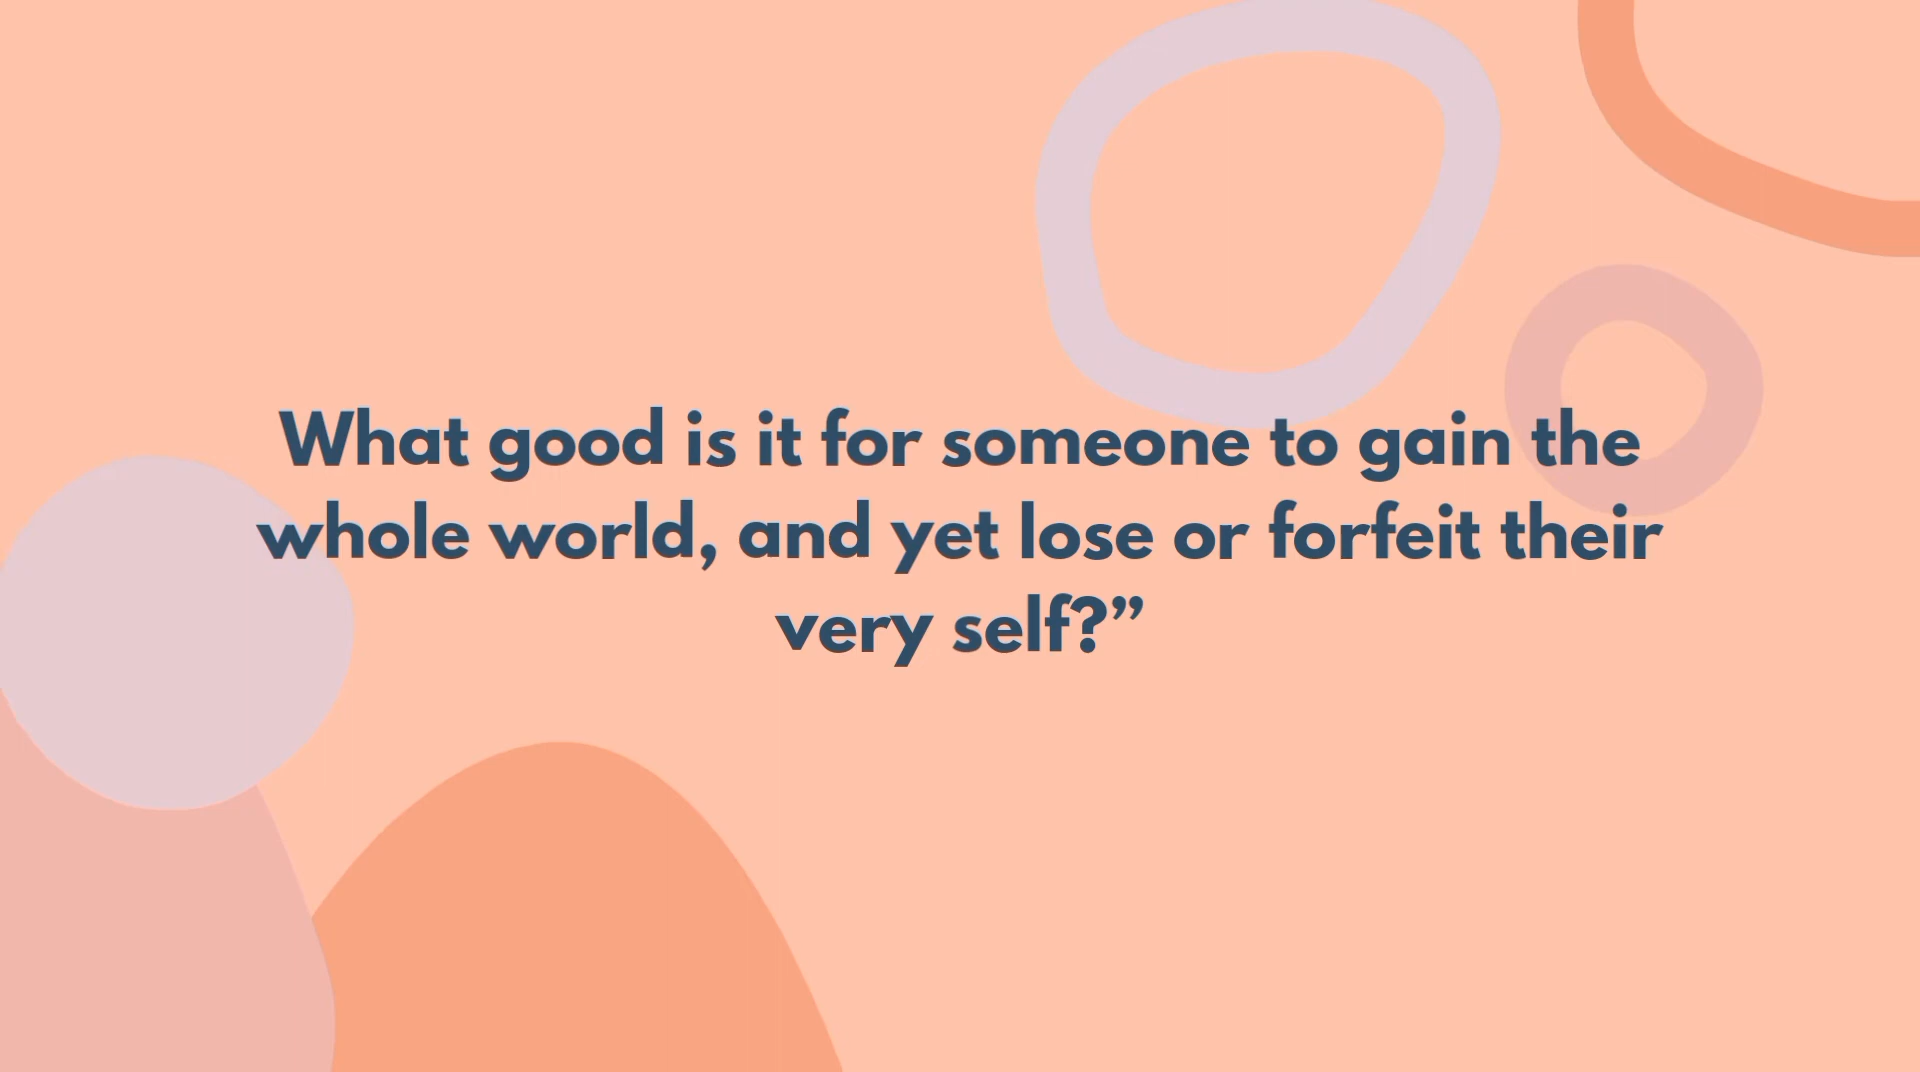 What good is it for someone to gain the
whole world, and yet lose or forfeit their
very self?”